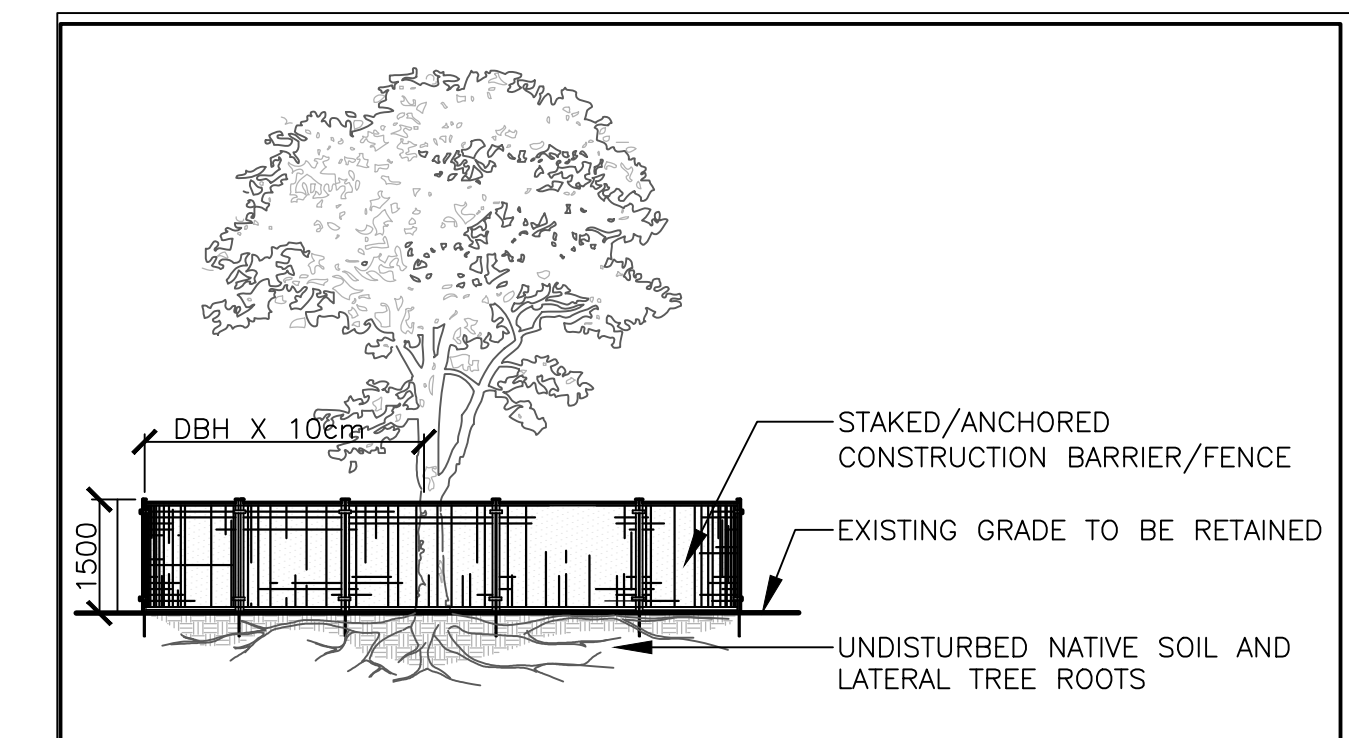 DBH X 10cm
STAKED/ANCHORED
CONSTRUCTION BARRIER/FENCE
1500
EXISTING GRADE TO BE RETAINED
UNDISTURBED NATIVE SOIL AND
LATERAL TREE ROOTS